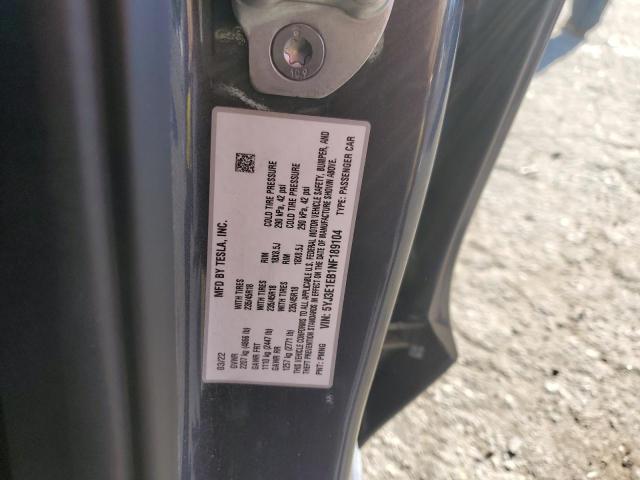 109
MFD BY TESLA, INC.
03/22
GVWR
2207 kg (4866 lb)
GAWR FRT WITH TIRES RIM COLD TIRE PRESSURE
1110 kg (2447 lb) 235/45R18 18X8.5J 290 kPa, 42 psi
GAWR RR WITH TIRES RIM COLD TIRE PRESSURE
1257 kg (2771 lb) 235/45R18 18X8.5J 290 kPa, 42 psi
THIS VEHICLE CONFORMS TO ALL APPLICABLE U.S. FEDERAL MOTOR VEHICLE SAFETY, BUMPER, AND
THEFT PREVENTION STANDARDS IN EFFECT ON THE DATE OF MANUFACTURE SHOWN ABOVE.
PNT: PMNG VIN: 5YJ3E1EB1NF189104 TYPE: PASSENGER CAR